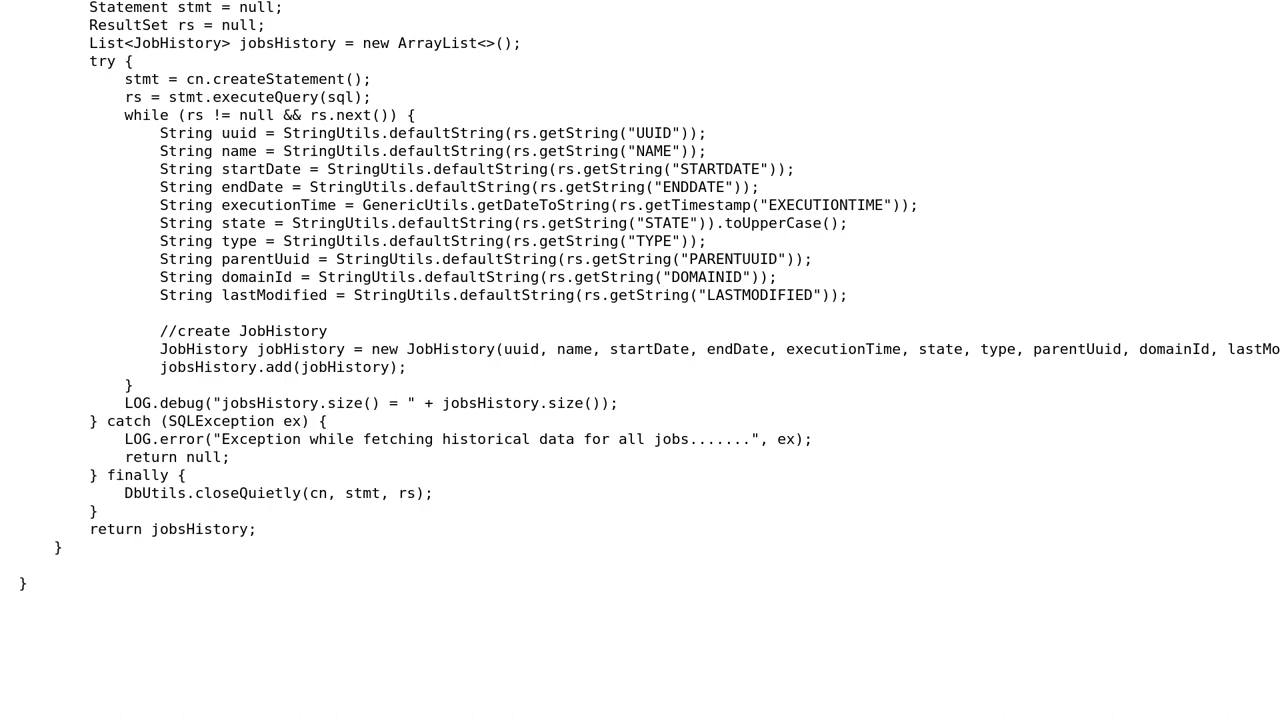 Statement stmt = null;
ResultSet rs = null;
List<JobHistory> jobsHistory = new ArrayList<>();
try {
stmt = cn.createStatement();
rs = stmt.executeQuery(sql);
while (rs != null && rs.next()) {
String uuid = StringUtils.defaultString(rs.getString("UUID"));
String name = StringUtils.defaultString(rs.getString("NAME"));
String startDate = StringUtils.defaultString(rs.getString("STARTDATE"));
String endDate = StringUtils.defaultString(rs.getString("ENDDATE"));
String executionTime = GenericUtils.getDateToString(rs.getTimestamp("EXECUTIONTIME"));
String state = StringUtils.defaultString(rs.getString("STATE")).toUpperCase();
String type = StringUtils.defaultString(rs.getString("TYPE"));
String parentUuid = StringUtils.defaultString(rs.getString("PARENTUUID"));
String domainId = StringUtils.defaultString(rs.getString("DOMAINID"));
String lastModified = StringUtils.defaultString(rs.getString("LASTMODIFIED"));
//create JobHistory
JobHistory jobHistory = new JobHistory(uuid, name, startDate, endDate, executionTime, state, type, parentUuid, domainId, lastMo
jobsHistory.add(jobHistory);
}
LOG.debug("jobsHistory.size() = " + jobsHistory.size());
} catch (SQLException ex) {
LOG.error("Exception while fetching historical data for all jobs.......", ex);
return null;
} finally {
DbUtils.closeQuietly(cn, stmt, rs);
}
return jobsHistory;
}
}